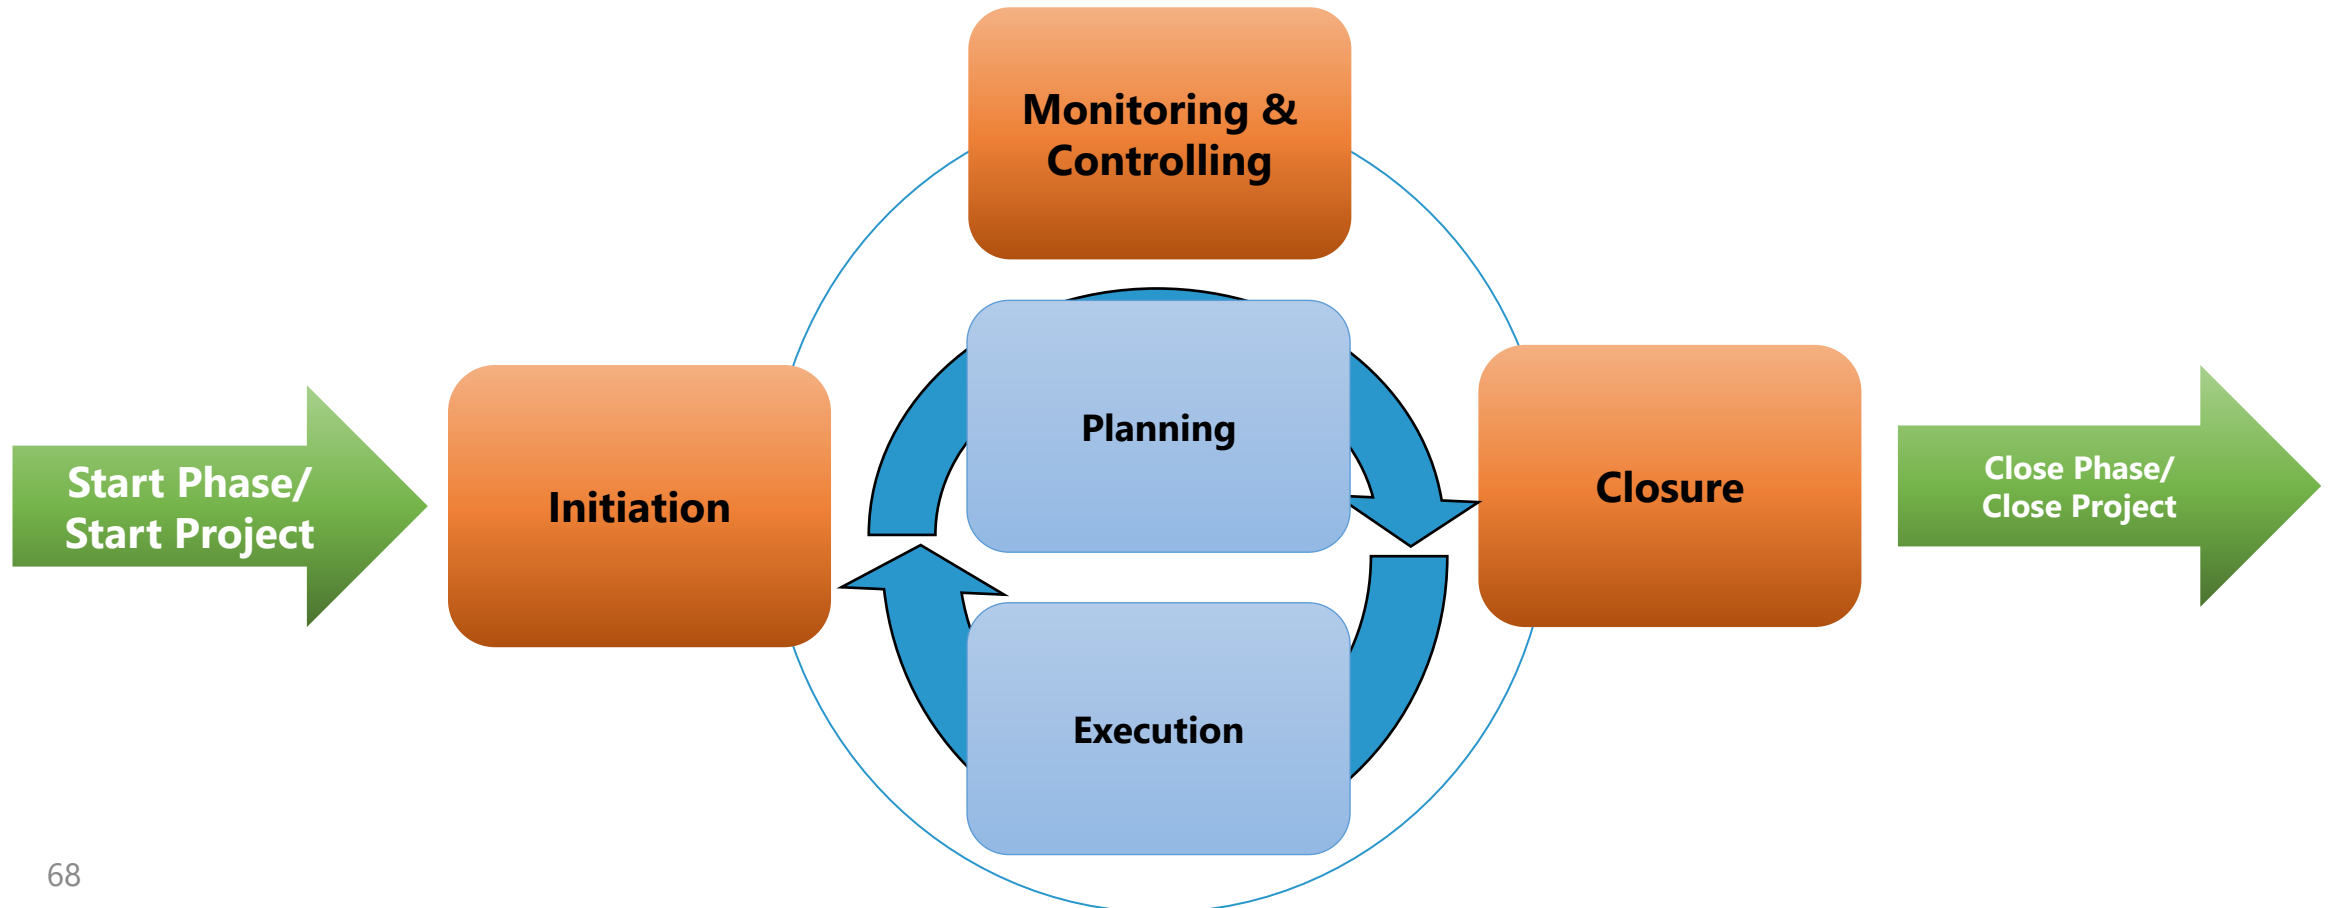 Monitoring &
Controlling
Start Phase/
Start Project
Initiation
Planning
Closure
Close Phase/
Close Project
Execution
68